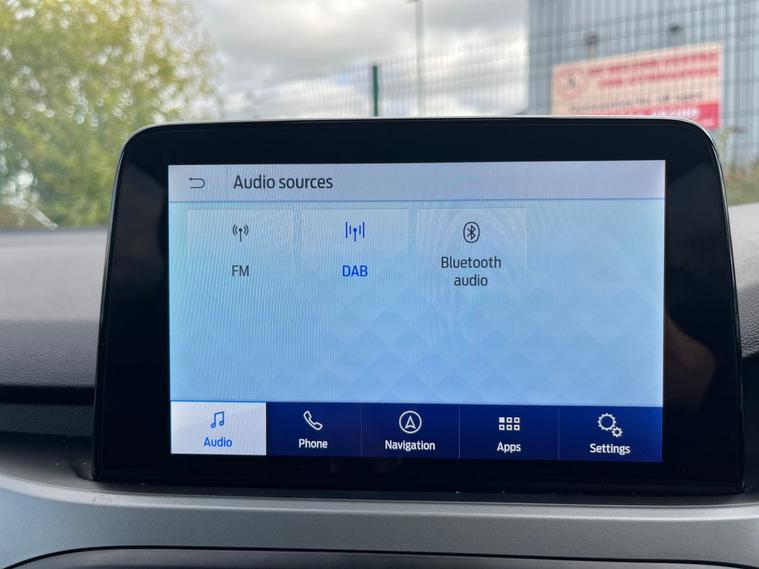 Audio sources
FM
DAB
Bluetooth
audio
Audio
Phone
Navigation
Apps
Settings